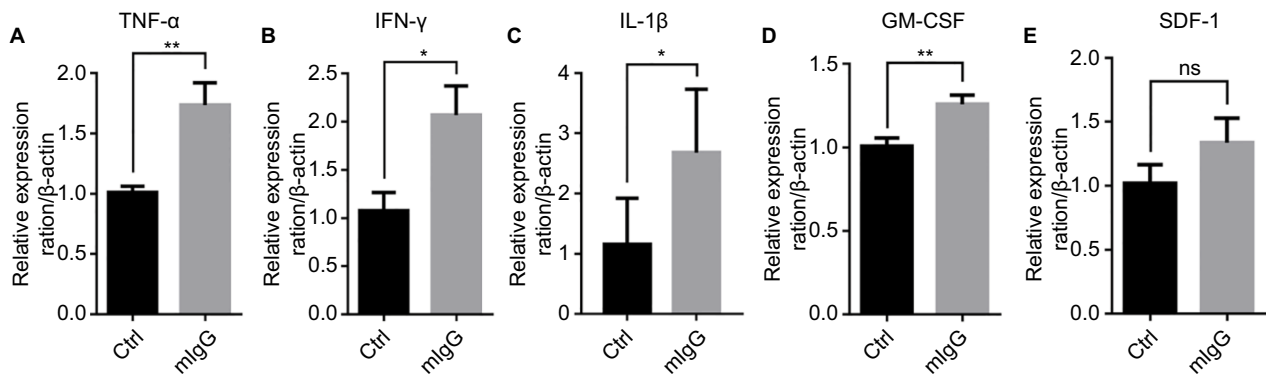 A
TNF-α
**
Relative expression
ration/β-actin
2.0
1.5
1.0
0.5
0.0
Ctrl
mIgG
B
IFN-γ
*
Relative expression
ration/β-actin
2.5
2.0
1.5
1.0
0.5
0.0
Ctrl
mIgG
C
IL-1β
*
Relative expression
ration/β-actin
4
3
2
1
0
Ctrl
mIgG
D
GM-CSF
**
Relative expression
ration/β-actin
1.5
1.0
0.5
0.0
Ctrl
mIgG
E
SDF-1
ns
Relative expression
ration/β-actin
2.0
1.5
1.0
0.5
0.0
Ctrl
mIgG